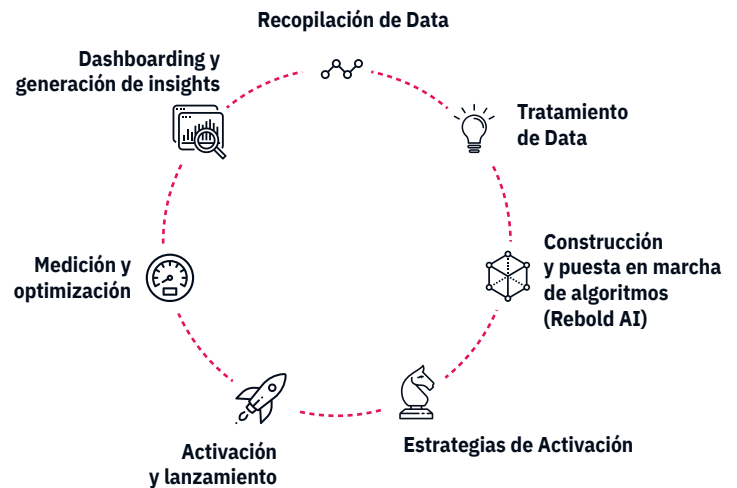 Recopilación de Data
Tratamiento
de Data
Construcción
y puesta en marcha
de algoritmos
(Rebold AI)
Estrategias de Activación
Activación
y lanzamiento
Medición y
optimización
Dashboarding y
generación de insights